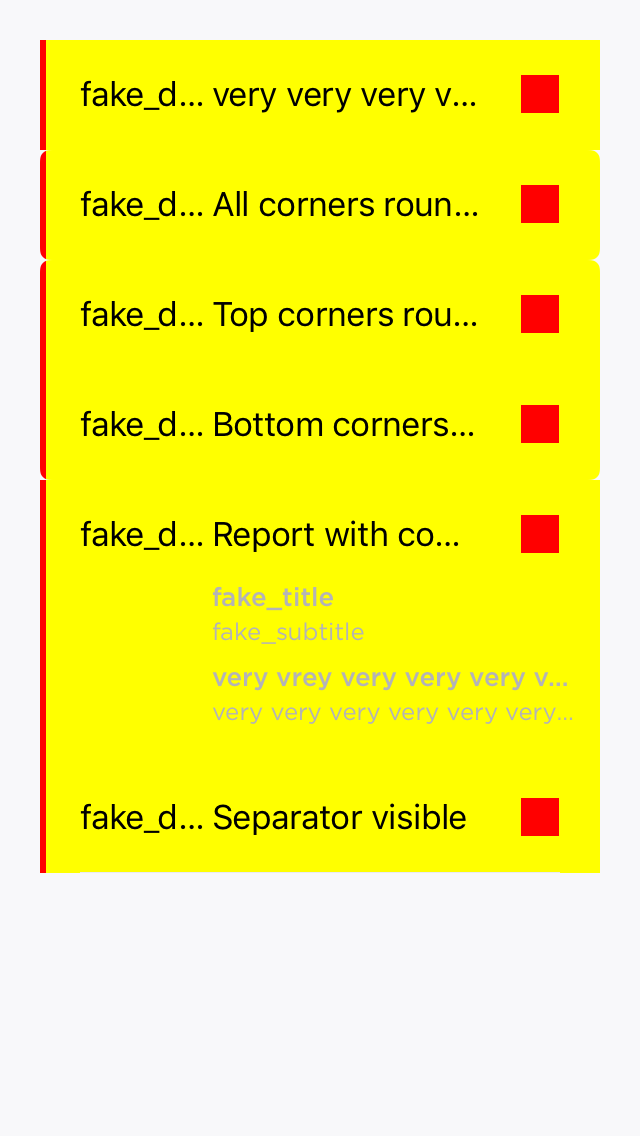 fake_d... very very very v...
fake_d... All corners roun...
fake_d... Top corners rou...
fake_d... Bottom corners...
fake_d... Report with co...
fake_title
fake_subtitle
very vrey very very very v...
very very very very very very...
fake_d... Separator visible